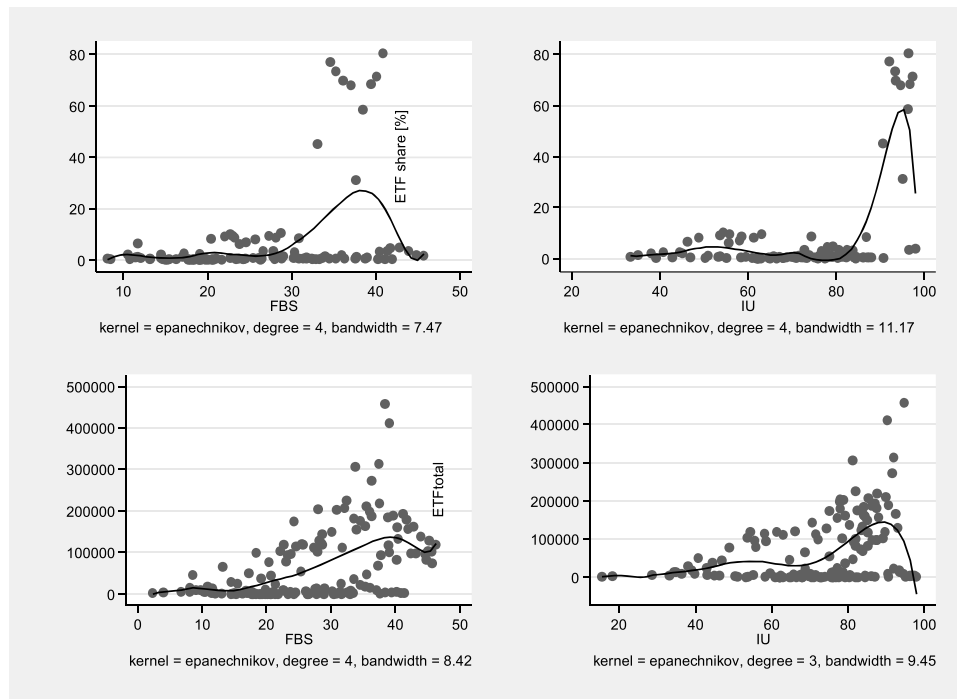 80
60
40
20
0
ETF share [%]
10 20 30 40 50
FBS
kernel = epanechnikov, degree = 4, bandwidth = 7.47
80
60
40
20
0
20 40 60 80 100
IU
kernel = epanechnikov, degree = 4, bandwidth = 11.17
500000
400000
300000
200000
100000
0
ETFtotal
0 10 20 30 40 50
FBS
kernel = epanechnikov, degree = 4, bandwidth = 8.42
500000
400000
300000
200000
100000
0
20 40 60 80 100
IU
kernel = epanechnikov, degree = 3, bandwidth = 9.45